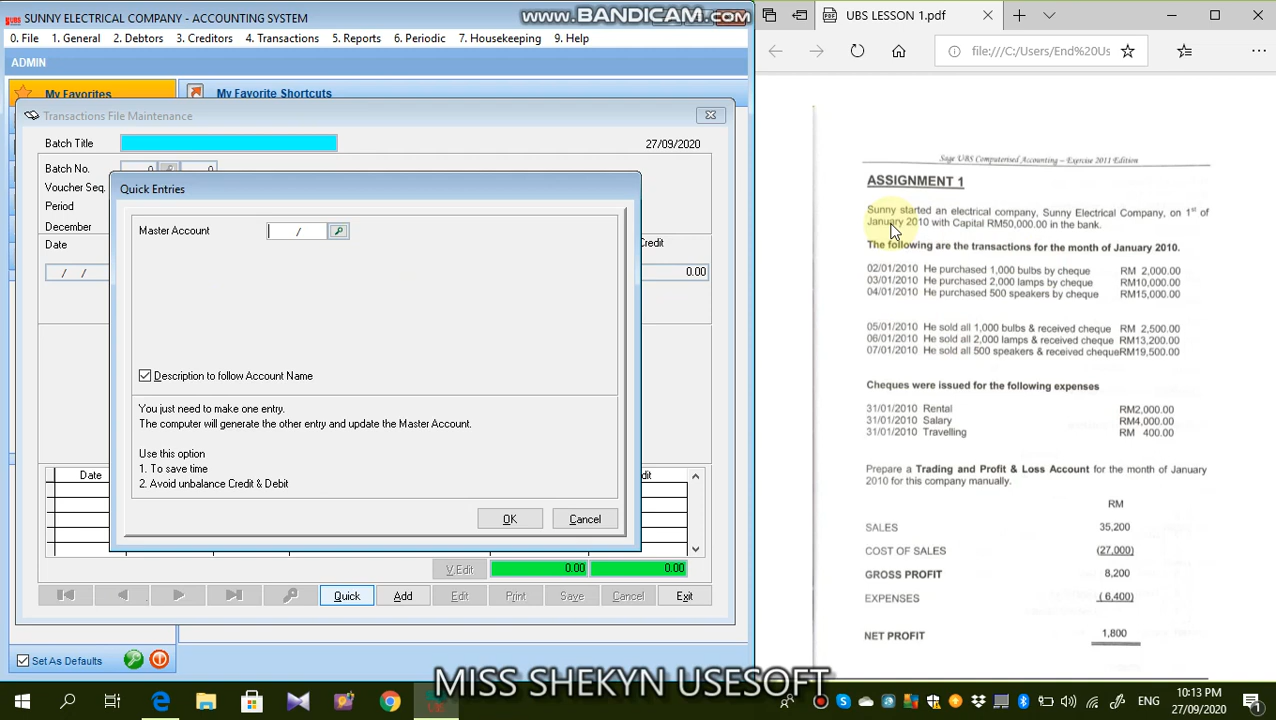 SUNNY ELECTRICAL COMPANY - ACCOUNTING SYSTEM
www.BANDICAM.com
0. File 1. General 2. Debtors 3. Creditors 4. Transactions 5. Reports 6. Periodic 7. Housekeeping 9. Help
ADMIN
My Favorites
My Favorite Shortcuts
Transactions File Maintenance
Batch Title
27/09/2020
Batch No. 0 0
Voucher Seq.
Period
December
Date
Credit
/ /
0.00
Quick Entries
Master Account /
Description to follow Account Name
You just need to make one entry.
The computer will generate the other entry and update the Master Account.
Use this option
1. To save time
2. Avoid unbalance Credit & Debit
OK Cancel
Date
V.Edit 0.00 0.00
Quick Add Edit Print Save Cancel Exit
Set As Defaults
UBS LESSON 1.pdf
file:///C:/Users/End%20Us
Sage UBS Computerised Accounting – Exercise 2011 Edition
ASSIGNMENT 1
Sunny started an electrical company, Sunny Electrical Company, on 1st of
January 2010 with Capital RM50,000.00 in the bank.
The following are the transactions for the month of January 2010.
02/01/2010 He purchased 1,000 bulbs by cheque RM 2,000.00
03/01/2010 He purchased 2,000 lamps by cheque RM10,000.00
04/01/2010 He purchased 500 speakers by cheque RM15,000.00
05/01/2010 He sold all 1,000 bulbs & received cheque RM 2,500.00
06/01/2010 He sold all 2,000 lamps & received cheque RM13,200.00
07/01/2010 He sold all 500 speakers & received chequeRM19,500.00
Cheques were issued for the following expenses
31/01/2010 Rental RM2,000.00
31/01/2010 Salary RM4,000.00
31/01/2010 Travelling RM 400.00
Prepare a Trading and Profit & Loss Account for the month of January
2010 for this company manually.
RM
SALES 35,200
COST OF SALES (27,000)
GROSS PROFIT 8,200
EXPENSES ( 6,400)
NET PROFIT 1,800
MISS SHEKYN USESOFT
ENG
10:13 PM
27/09/2020